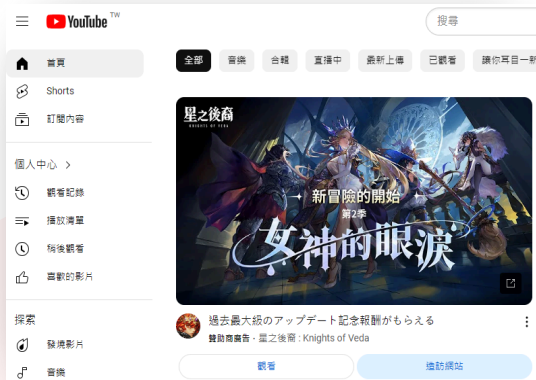 YouTube TW
搜尋
首頁
Shorts
訂閱內容
個人中心
觀看記錄
播放清單
稍後觀看
喜歡的影片
探索
發燒影片
音樂
全部 音樂 合輯 直播中 最新上傳 已觀看 讓你耳目一新
星之後裔
KNIGHTS OF VEDA
新冒險的開始
第2季
女神的眼淚
過去最大級のアップデート記念報酬がもらえる
贊助商廣告・星之後裔 : Knights of Veda
觀看
造訪網站